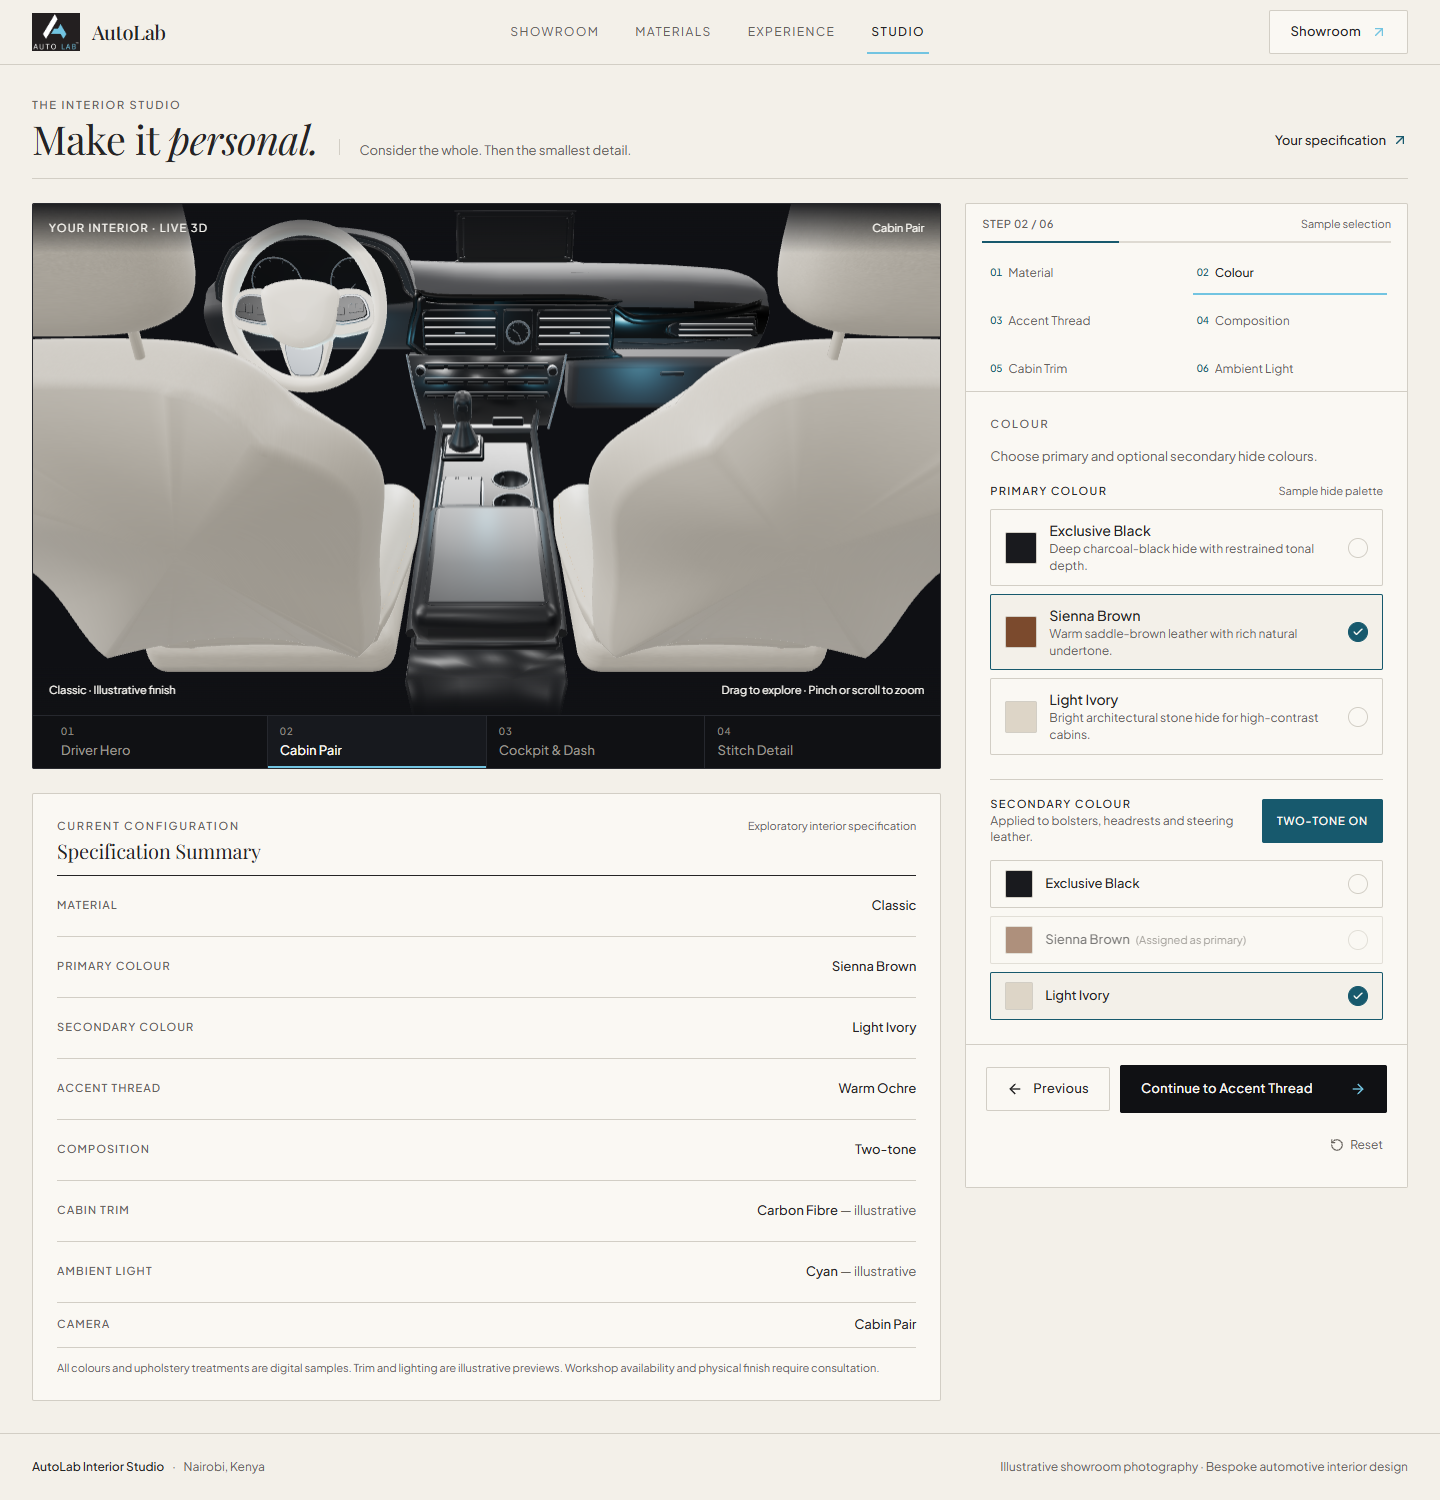 AUTO LAB
AutoLab
SHOWROOM
MATERIALS
EXPERIENCE
STUDIO
Showroom
THE INTERIOR STUDIO
Make it personal.
Consider the whole. Then the smallest detail.
Your specification
YOUR INTERIOR · LIVE 3D
Cabin Pair
Classic · Illustrative finish
Drag to explore · Pinch or scroll to zoom
01
Driver Hero
02
Cabin Pair
03
Cockpit & Dash
04
Stitch Detail
CURRENT CONFIGURATION
Exploratory interior specification
Specification Summary
MATERIAL
Classic
PRIMARY COLOUR
Sienna Brown
SECONDARY COLOUR
Light Ivory
ACCENT THREAD
Warm Ochre
COMPOSITION
Two-tone
CABIN TRIM
Carbon Fibre — illustrative
AMBIENT LIGHT
Cyan — illustrative
CAMERA
Cabin Pair
All colours and upholstery treatments are digital samples. Trim and lighting are illustrative previews. Workshop availability and physical finish require consultation.
STEP 02 / 06
Sample selection
01 Material
02 Colour
03 Accent Thread
04 Composition
05 Cabin Trim
06 Ambient Light
COLOUR
Choose primary and optional secondary hide colours.
PRIMARY COLOUR
Sample hide palette
Exclusive Black
Deep charcoal-black hide with restrained tonal
depth.
Sienna Brown
Warm saddle-brown leather with rich natural
undertone.
Light Ivory
Bright architectural stone hide for high-contrast
cabins.
SECONDARY COLOUR
Applied to bolsters, headrests and steering
leather.
TWO-TONE ON
Exclusive Black
Sienna Brown (Assigned as primary)
Light Ivory
Previous
Continue to Accent Thread
Reset
AutoLab Interior Studio · Nairobi, Kenya
Illustrative showroom photography · Bespoke automotive interior design